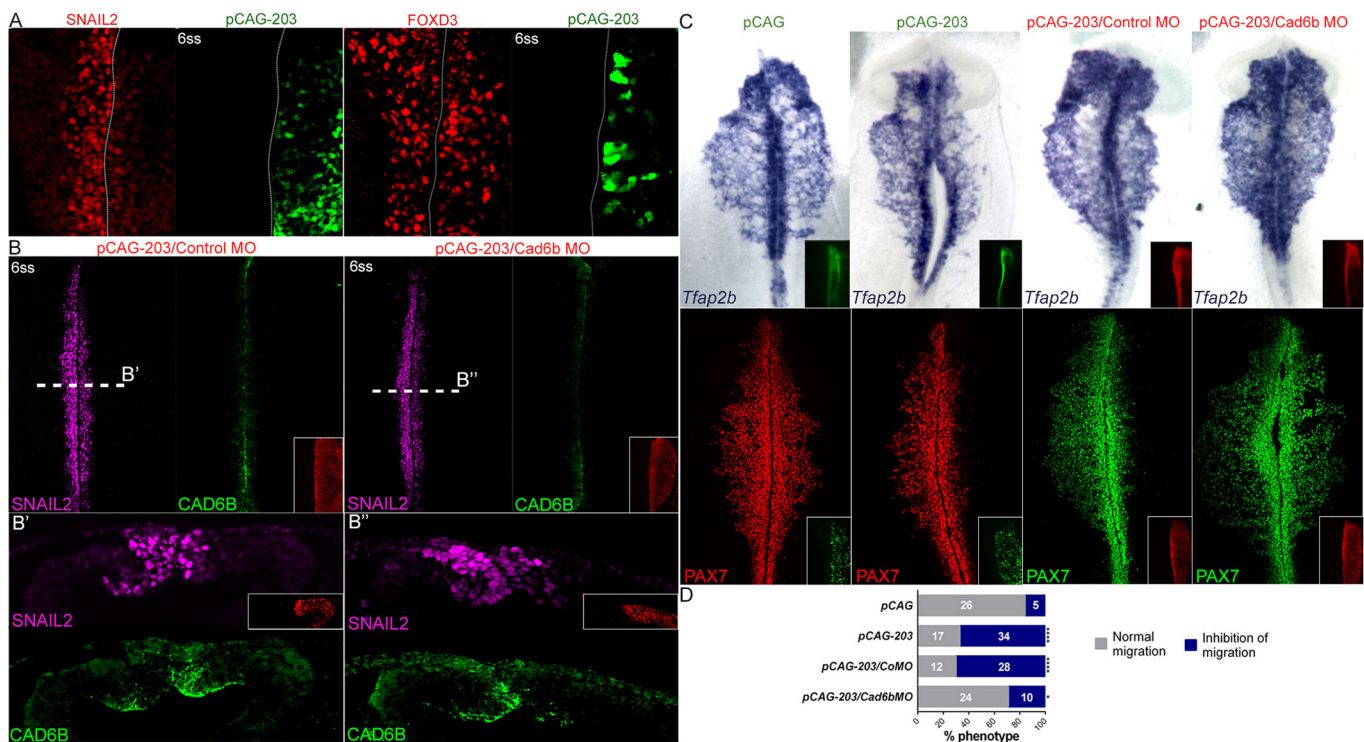 A
SNAIL2
pCAG-203
FOXD3
pCAG-203
6ss
6ss
B
pCAG-203/Control MO
pCAG-203/Cad6b MO
6ss
6ss
B'
B''
SNAIL2
CAD6B
SNAIL2
CAD6B
B'
B''
SNAIL2
SNAIL2
CAD6B
CAD6B
C
pCAG
pCAG-203
pCAG-203/Control MO
pCAG-203/Cad6b MO
Tfap2b
Tfap2b
Tfap2b
Tfap2b
PAX7
PAX7
PAX7
PAX7
D
pCAG
26
5
pCAG-203
17
34
****
pCAG-203/CoMO
12
28
****
pCAG-203/Cad6bMO
24
10
*
0 20 40 60 80 100
% phenotype
Normal migration
Inhibition of migration